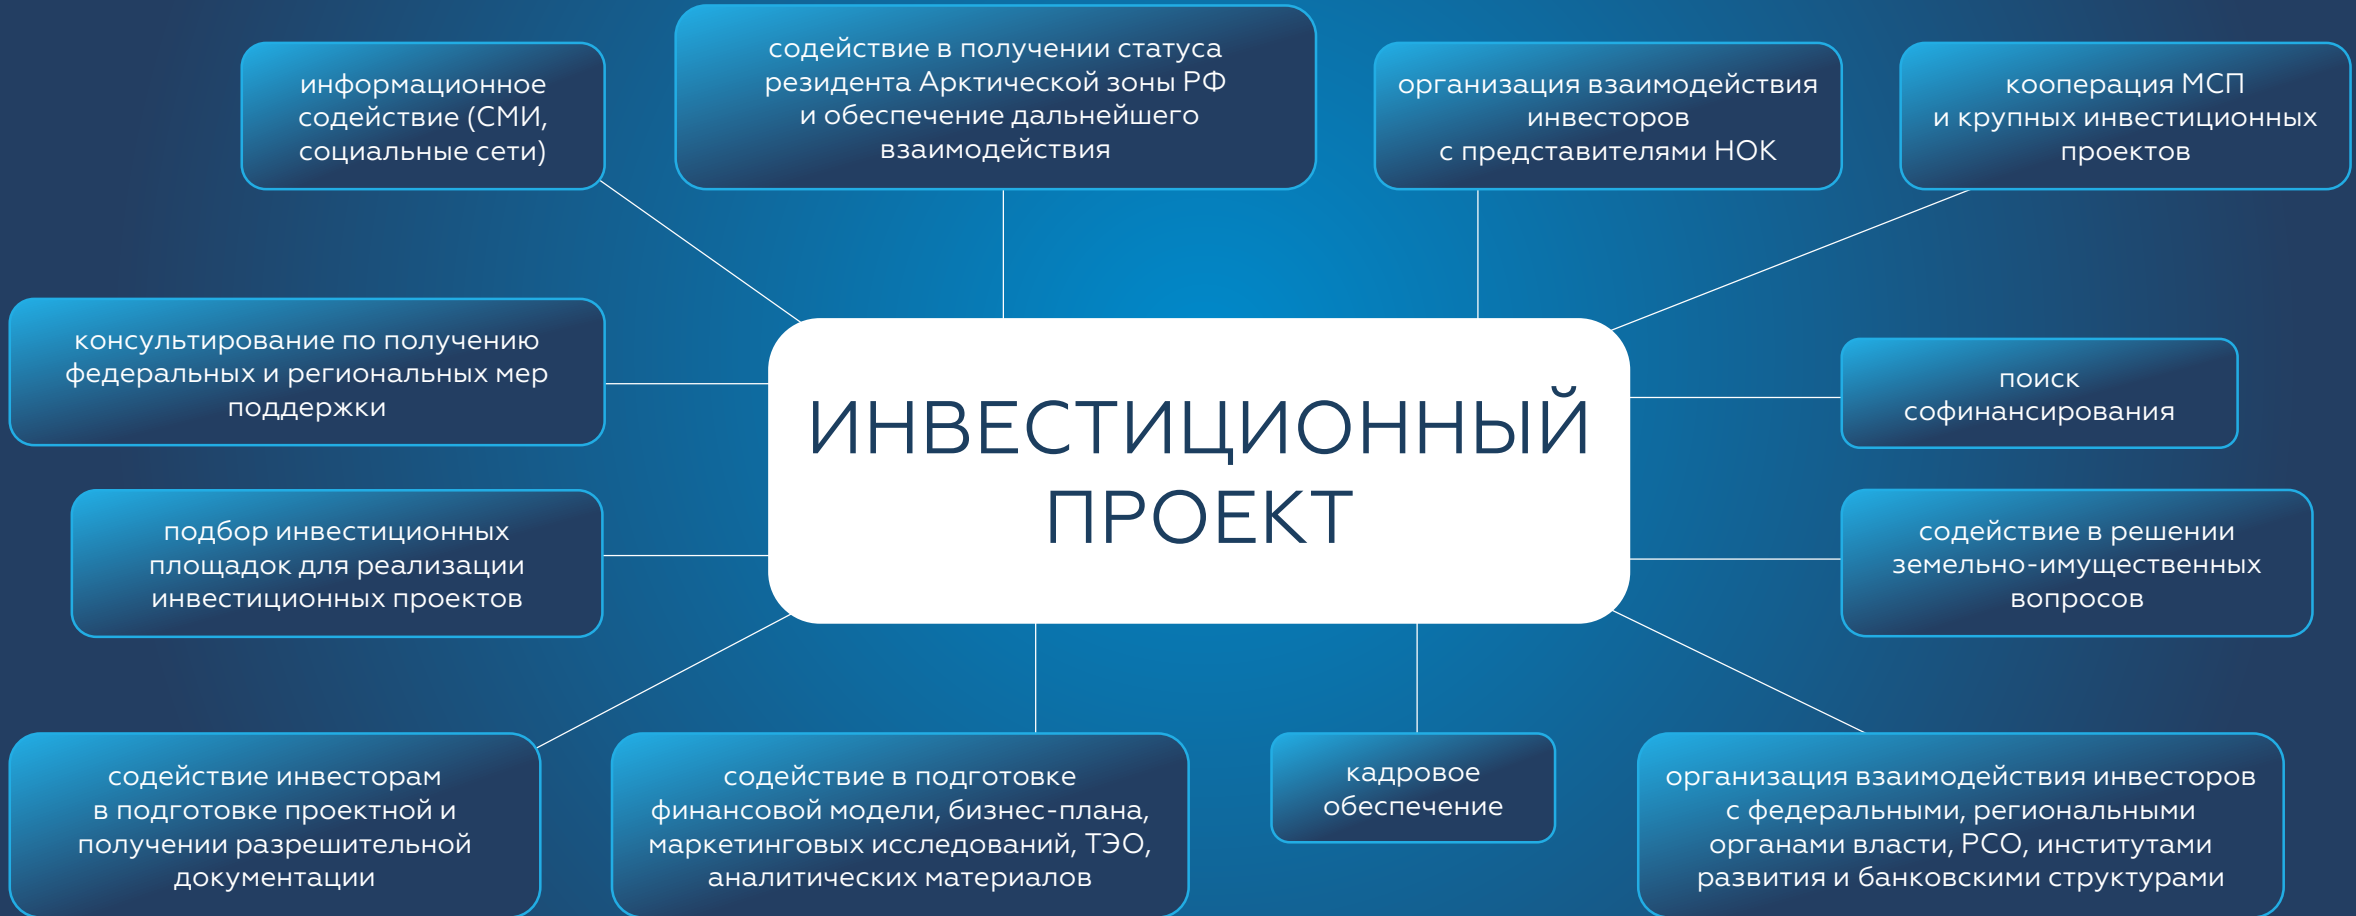 информационное
содействие (СМИ,
социальные сети)
содействие в получении статуса
резидента Арктической зоны РФ
и обеспечение дальнейшего
взаимодействия
организация взаимодействия
инвесторов
с представителями НОК
кооперация МСП
и крупных инвестиционных
проектов
консультирование по получению
федеральных и региональных мер
поддержки
ИНВЕСТИЦИОННЫЙ
ПРОЕКТ
поиск
софинансирования
подбор инвестиционных
площадок для реализации
инвестиционных проектов
содействие в решении
земельно-имущественных
вопросов
содействие инвесторам
в подготовке проектной и
получении разрешительной
документации
содействие в подготовке
финансовой модели, бизнес-плана,
маркетинговых исследований, ТЭО,
аналитических материалов
кадровое
обеспечение
организация взаимодействия инвесторов
с федеральными, региональными
органами власти, РСО, институтами
развития и банковскими структурами